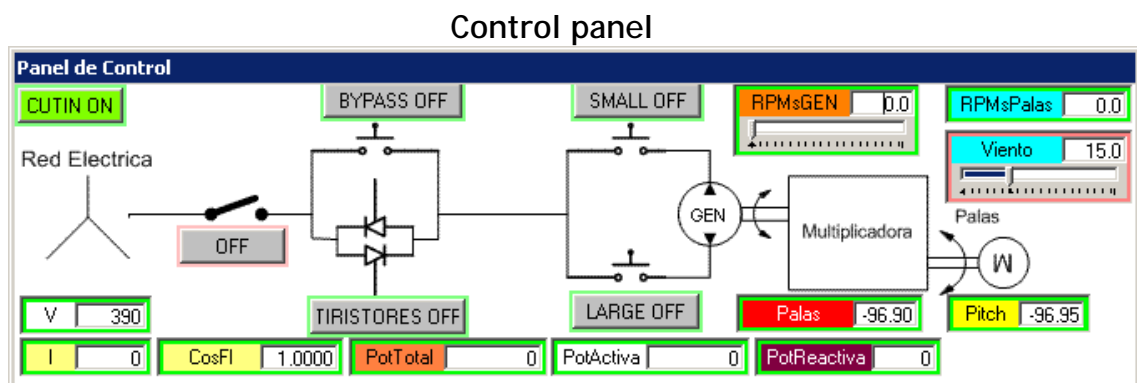 Control panel
Panel de Control
CUTIN ON
BYPASS OFF
SMALL OFF
RPMsGEN 0.0
RPMsPalas 0.0
Viento 15.0
Red Electrica
OFF
GEN
Multiplicadora
Palas
M
V 390
TIRISTORES OFF
LARGE OFF
Palas -96.90
Pitch -96.95
I 0
CosFI 1.0000
PotTotal 0
PotActiva 0
PotReactiva 0